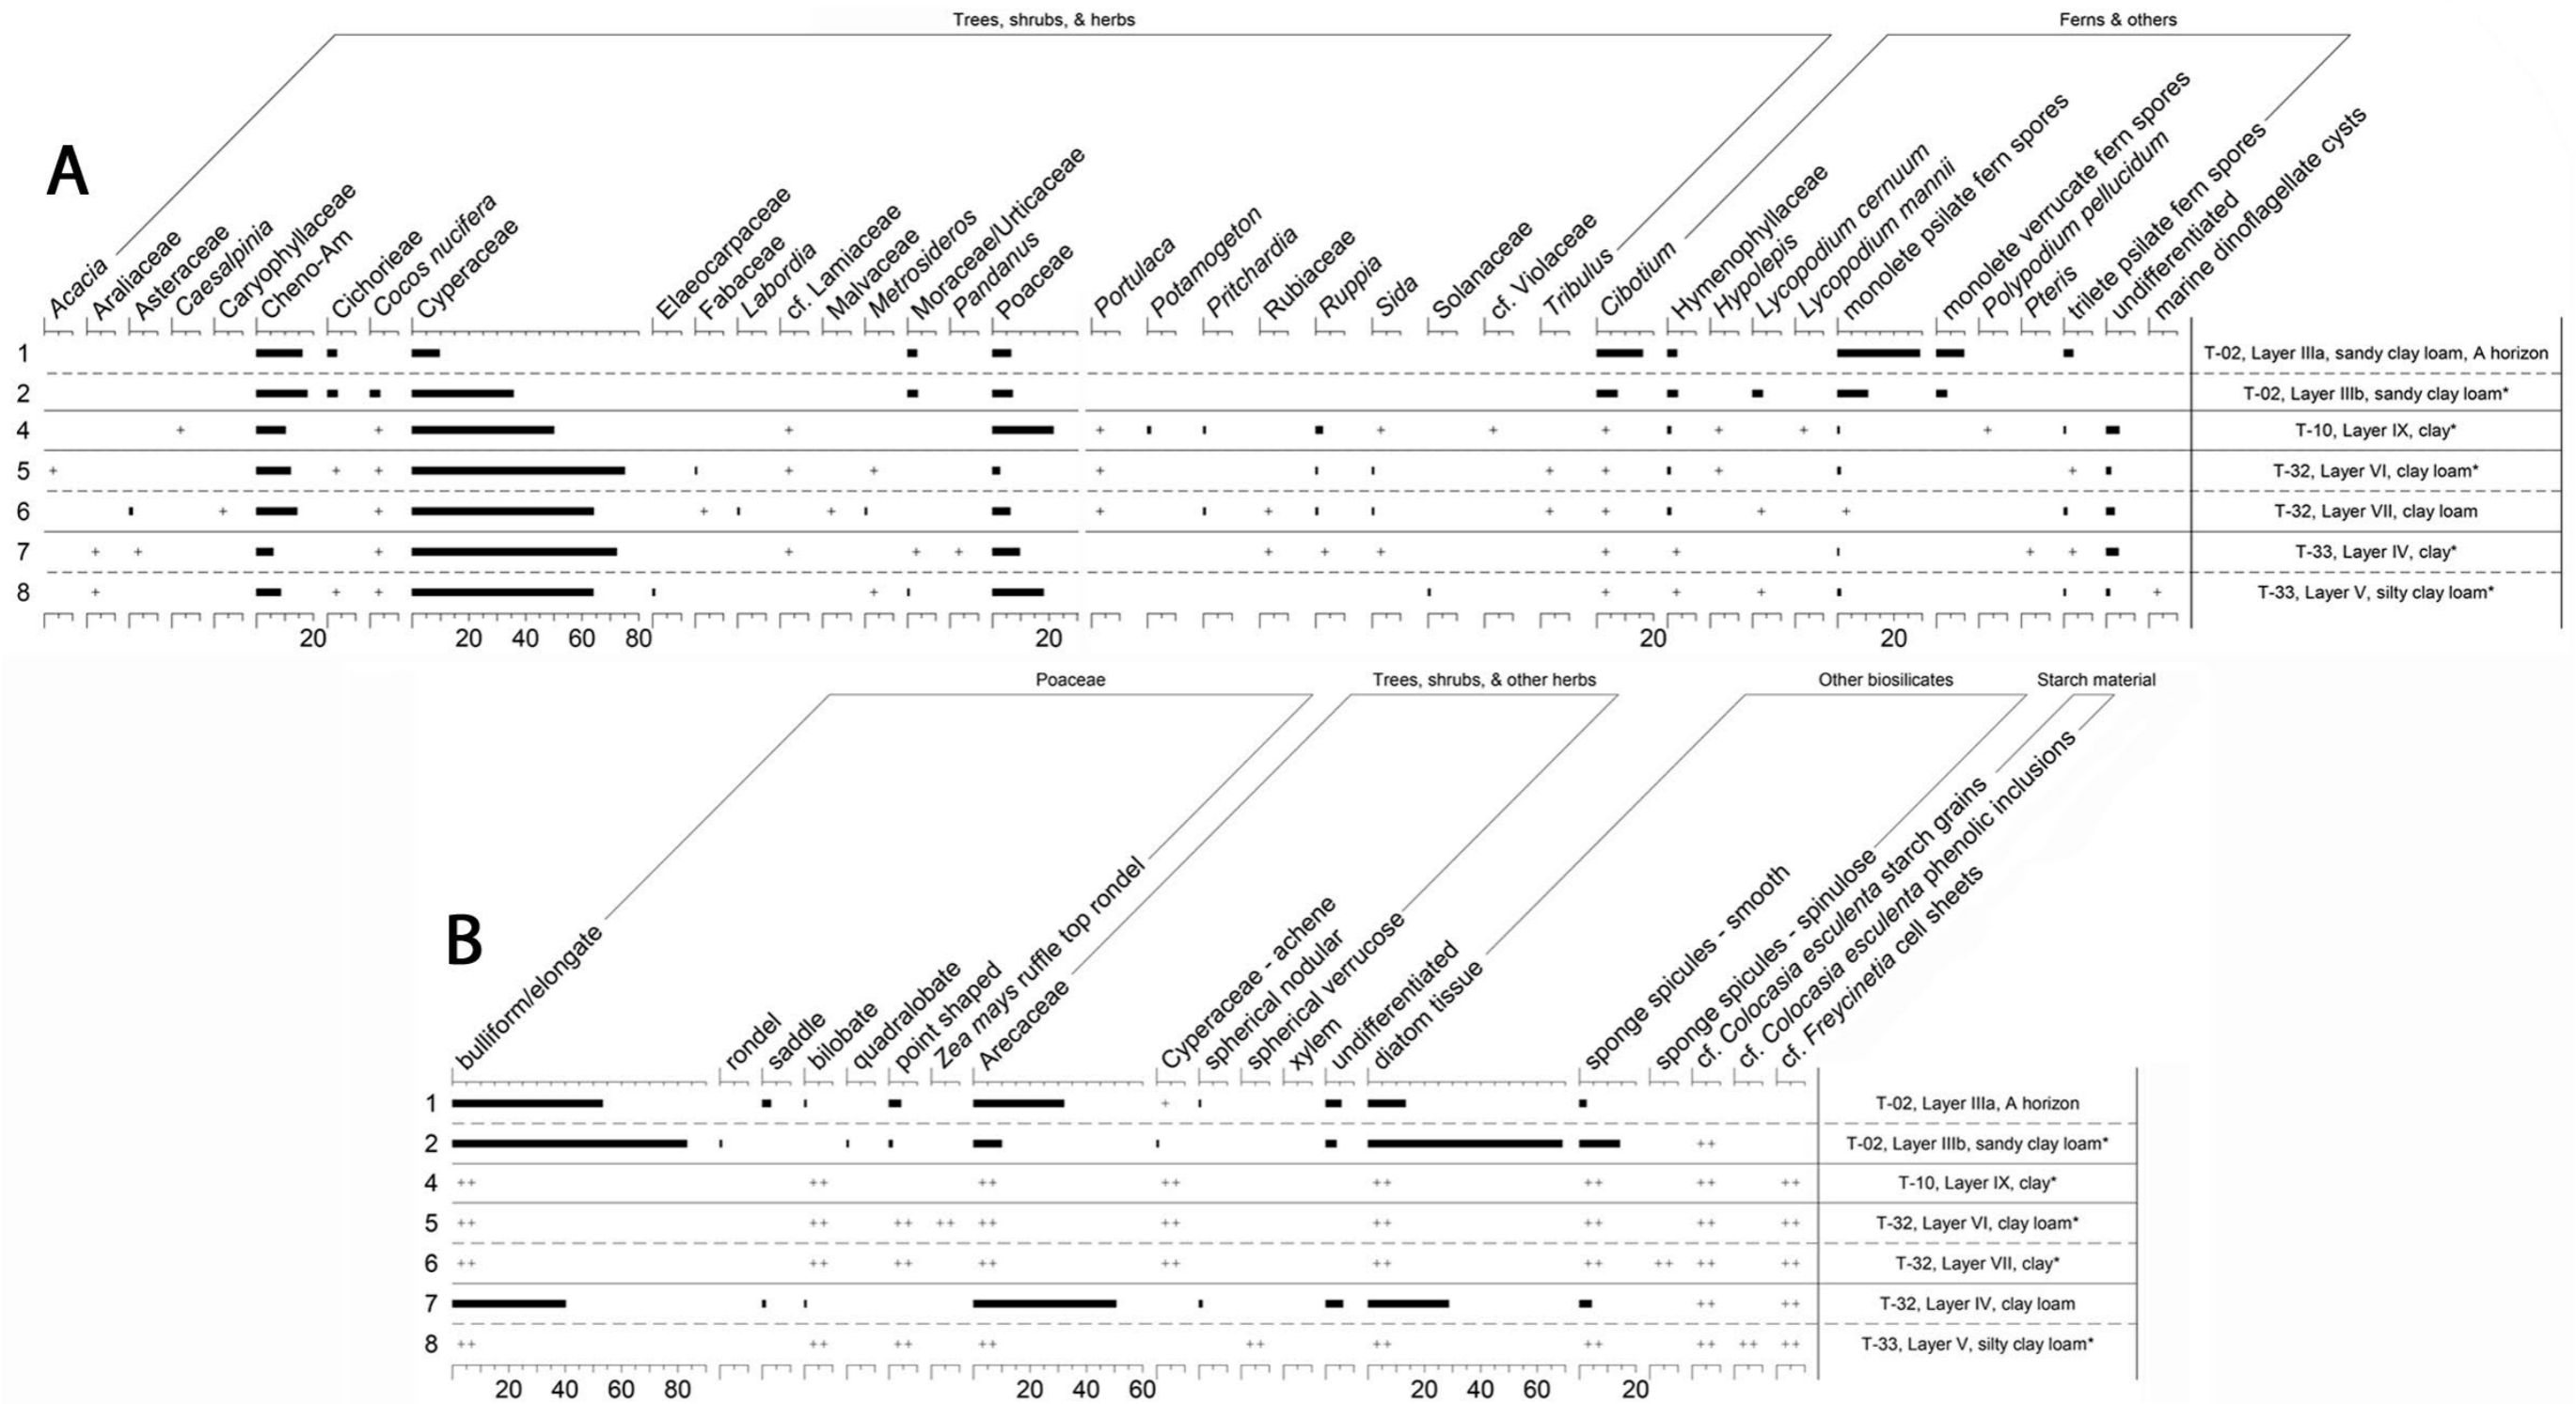 Trees, shrubs, & herbs
Ferns & others
A
Acacia
Araliaceae
Asteraceae
Caesalpinia
Caryophyllaceae
Cheno-Am
Cichorieae
Cocos nucifera
Cyperaceae
Elaeocarpaceae
Fabaceae
Labordia
cf. Lamiaceae
Malvaceae
Metrosideros
Moraceae/Urticaceae
Pandanus
Poaceae
Portulaca
Potamogeton
Pritchardia
Rubiaceae
Ruppia
Sida
Solanaceae
cf. Violaceae
Tribulus
Cibotium
Hymenophyllaceae
Hypolepis
Lycopodium cernuum
Lycopodium mannii
monolete psilate fern spores
monolete verrucate fern spores
Polypodium pellucidum
Pteris
trilete psilate fern spores
undifferentiated
marine dinoflagellate cysts
1 T-02, Layer IIIa, sandy clay loam, A horizon
2 T-02, Layer IIIb, sandy clay loam*
4 + + + + + + + + + + T-10, Layer IX, clay*
5 + + + + + + + + + + T-32, Layer VI, clay loam*
6 + + + + + + + + + + T-32, Layer VII, clay loam
7 + + + + + + + + + + + + + T-33, Layer IV, clay*
8 + + + + + + + + T-33, Layer V, silty clay loam*
20 20 40 60 80 20 20 20
Poaceae
Trees, shrubs, & other herbs
Other biosilicates
Starch material
B
bulliform/elongate
rondel
saddle
bilobate
quadralobate
point shaped
Zea mays ruffle top rondel
Arecaceae
Cyperaceae - achene
spherical nodular
spherical verrucose
xylem
undifferentiated
diatom tissue
sponge spicules - smooth
sponge spicules - spinulose
cf. Colocasia esculenta starch grains
cf. Colocasia esculenta phenolic inclusions
cf. Freycinetia cell sheets
1 + T-02, Layer IIIa, A horizon
2 ++ T-02, Layer IIIb, sandy clay loam*
4 ++ ++ ++ ++ ++ ++ ++ ++ T-10, Layer IX, clay*
5 ++ ++ ++ ++ ++ ++ ++ ++ ++ ++ T-32, Layer VI, clay loam*
6 ++ ++ ++ ++ ++ ++ ++ ++ ++ ++ T-32, Layer VII, clay*
7 ++ ++ T-32, Layer IV, clay loam
8 ++ ++ ++ ++ ++ ++ ++ ++ ++ ++ T-33, Layer V, silty clay loam*
20 40 60 80 20 40 60 20 40 60 20